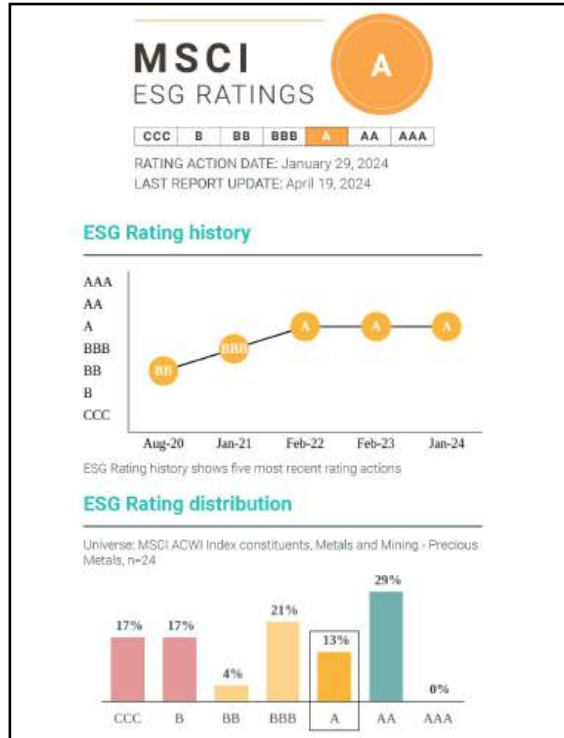 MSCI
ESG RATINGS
A
CCC B BB BBB A AA AAA
RATING ACTION DATE: January 29, 2024
LAST REPORT UPDATE: April 19, 2024
ESG Rating history
AAA
AA
A
BBB
BB
B
CCC
BB
BBB
A
A
A
Aug-20 Jan-21 Feb-22 Feb-23 Jan-24
ESG Rating history shows five most recent rating actions
ESG Rating distribution
Universe: MSCI ACWI Index constituents, Metals and Mining - Precious
Metals, n=24
17% 17% 4% 21% 13% 29% 0%
CCC B BB BBB A AA AAA